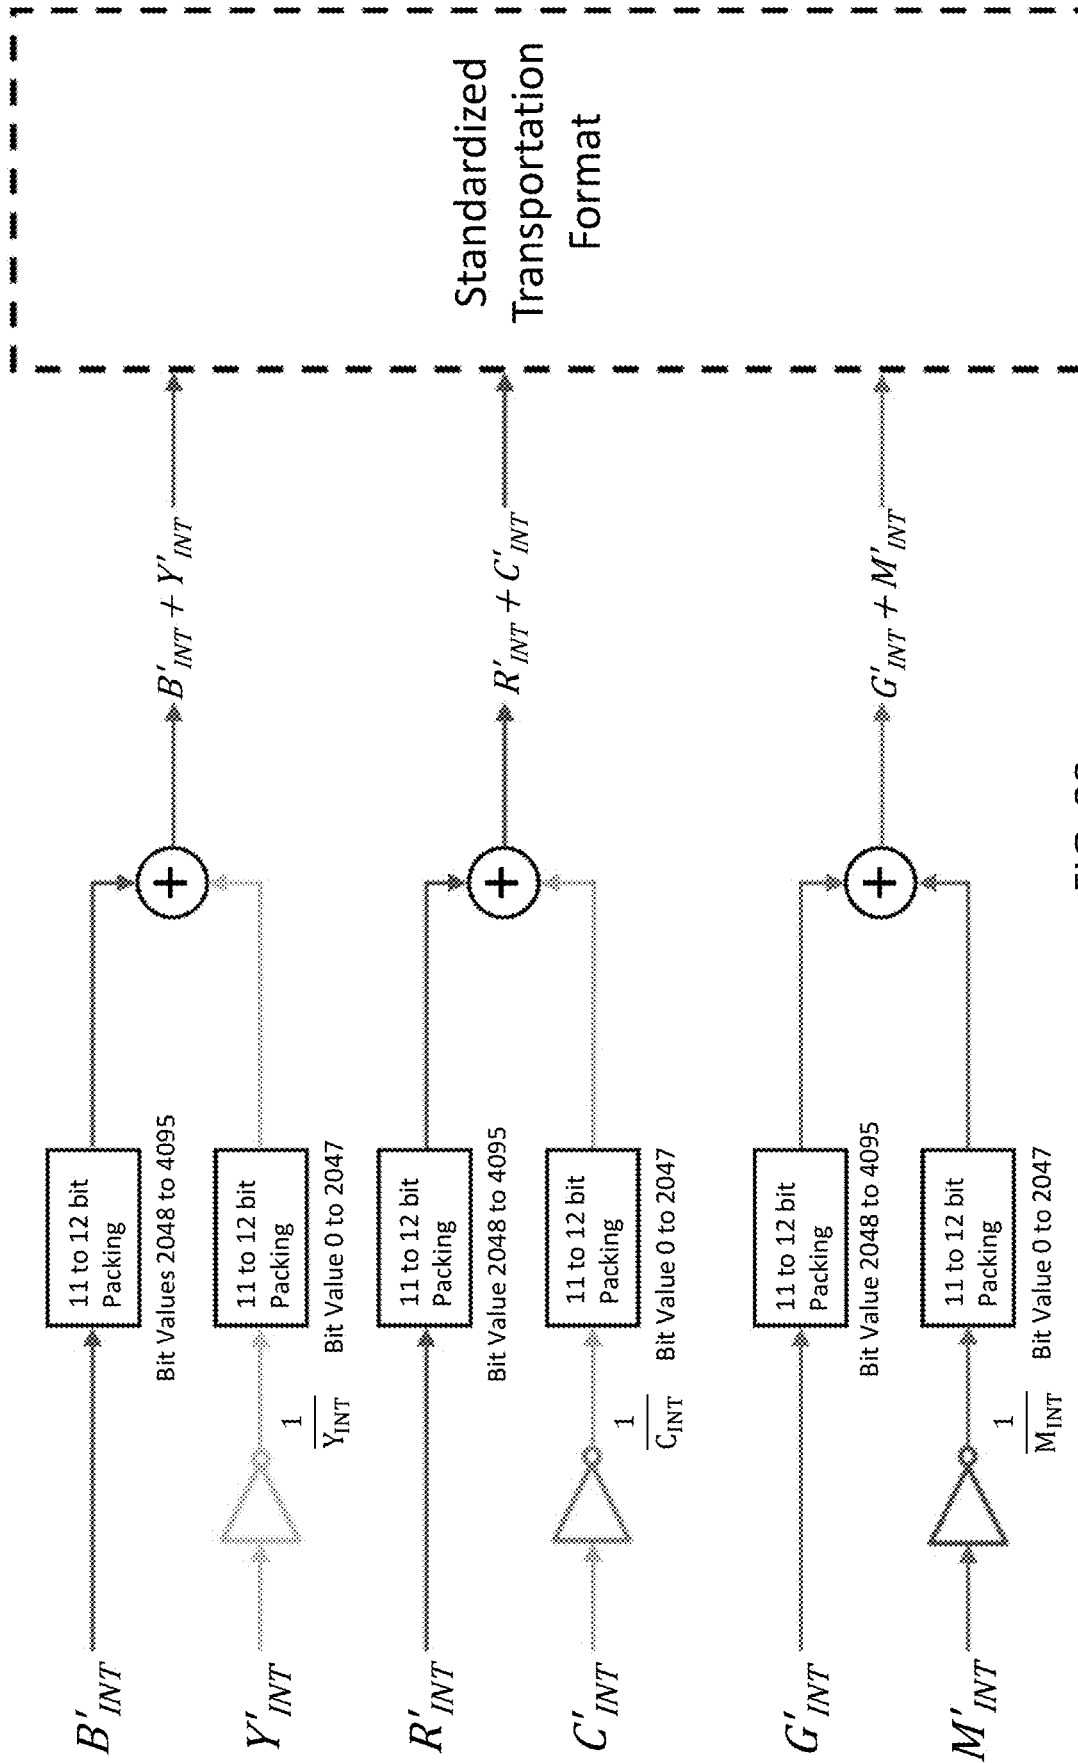 B'INT
11 to 12 bit
Packing
Bit Values 2048 to 4095
B'INT + Y'INT
Y'INT
1
YINT
11 to 12 bit
Packing
Bit Value 0 to 2047
+
R'INT
11 to 12 bit
Packing
Bit Value 2048 to 4095
R'INT + C'INT
C'INT
1
CINT
11 to 12 bit
Packing
Bit Value 0 to 2047
+
G'INT
11 to 12 bit
Packing
Bit Value 2048 to 4095
G'INT + M'INT
M'INT
1
MINT
11 to 12 bit
Packing
Bit Value 0 to 2047
+
Standardized
Transportation
Format